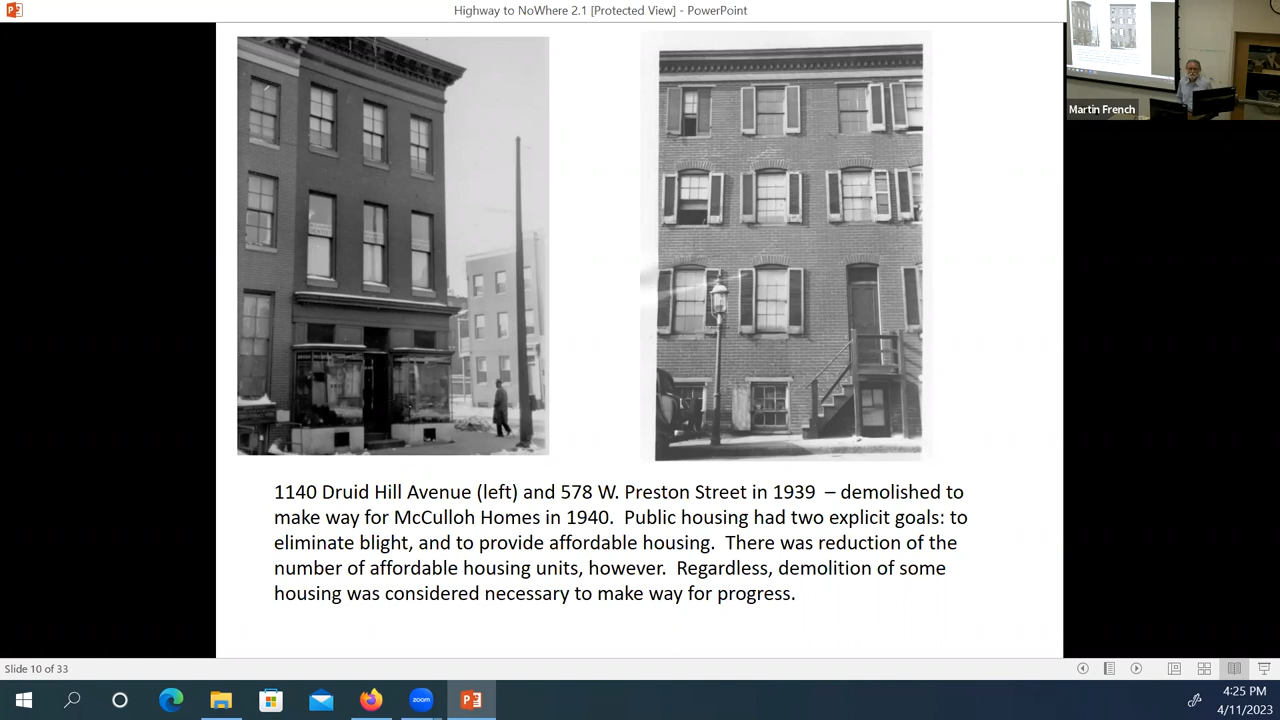 Highway to NoWhere 2.1 [Protected View] - PowerPoint
Martin French
1140 Druid Hill Avenue (left) and 578 W. Preston Street in 1939 – demolished to
make way for McCulloh Homes in 1940. Public housing had two explicit goals: to
eliminate blight, and to provide affordable housing. There was reduction of the
number of affordable housing units, however. Regardless, demolition of some
housing was considered necessary to make way for progress.
Slide 10 of 33
zoom
4:25 PM
4/11/2023